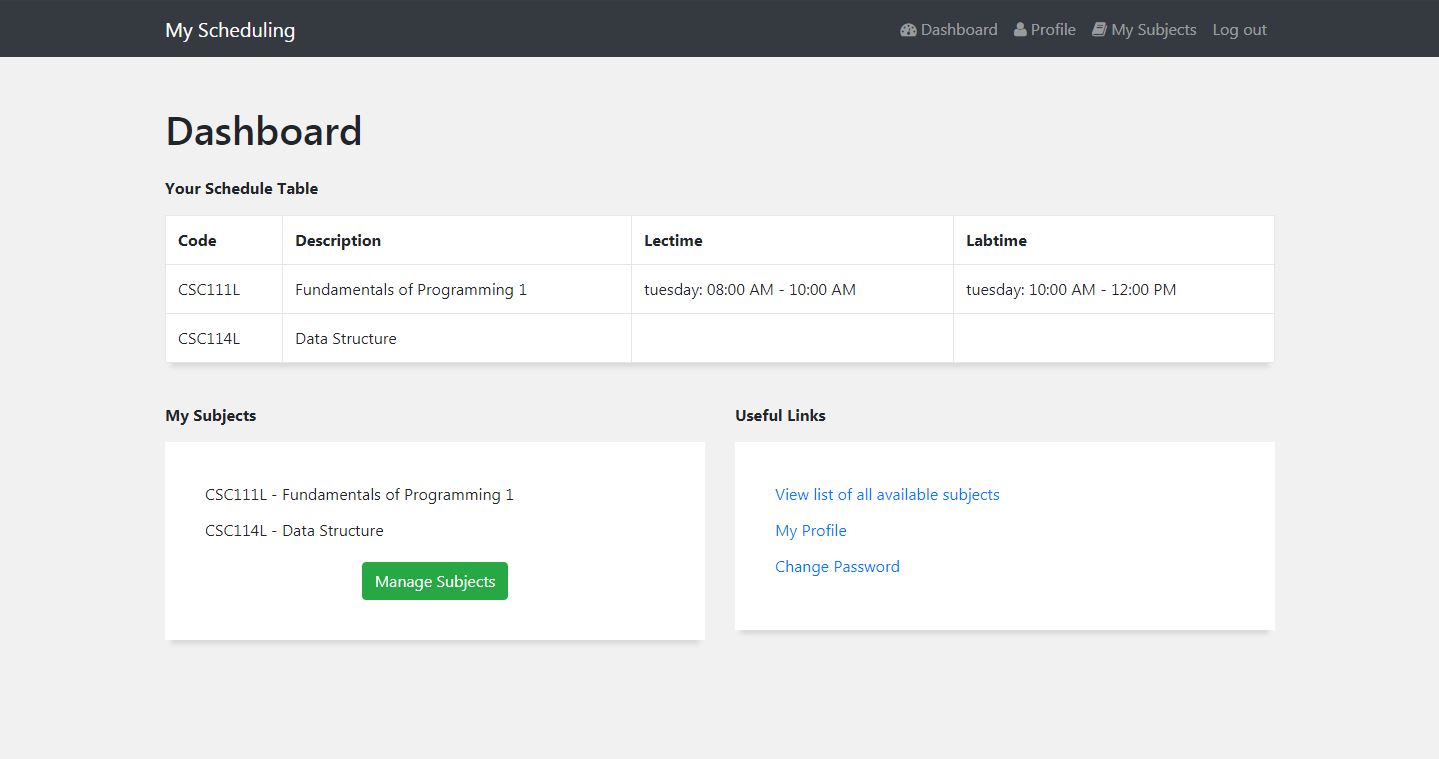 My Scheduling Dashboard Profile My Subjects Log out
Dashboard
Your Schedule Table
Code Description Lectime Labtime
CSC111L Fundamentals of Programming 1 tuesday: 08:00 AM - 10:00 AM tuesday: 10:00 AM - 12:00 PM
CSC114L Data Structure
My Subjects
CSC111L - Fundamentals of Programming 1
CSC114L - Data Structure
Manage Subjects
Useful Links
View list of all available subjects
My Profile
Change Password